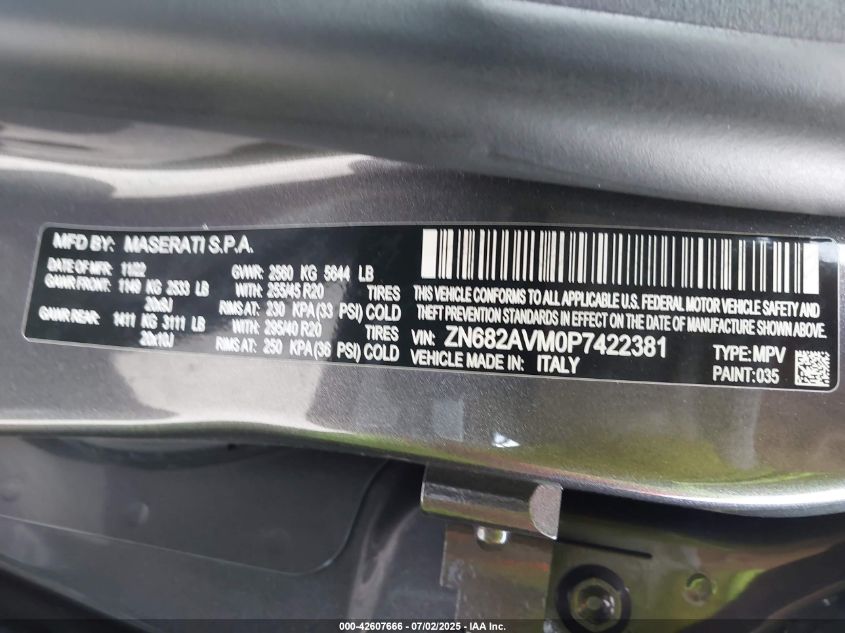 MFD BY: MASERATI S.P.A.
DATE OF MFR 11/22 GVWR: 2560 KG 5644 LB
GAWR FRONT: 1149 KG 2533 LB WITH: 255/45 R20 TIRES
20x8J RIMS AT: 230 KPA (33 PSI) COLD
GAWR REAR: 1411 KG 3111 LB WITH: 295/40 R20 TIRES
20x10J RIMS AT: 250 KPA (36 PSI) COLD
THIS VEHICLE CONFORMS TO ALL APPLICABLE U.S. FEDERAL MOTOR VEHICLE SAFETY AND
THEFT PREVENTION STANDARDS IN EFFECT ON THE DATE OF MANUFACTURE SHOWN ABOVE.
VIN: ZN682AVM0P7422381 TYPE: MPV
VEHICLE MADE IN: ITALY PAINT: 035
000-42607666 - 07/02/2025 - IAA Inc.